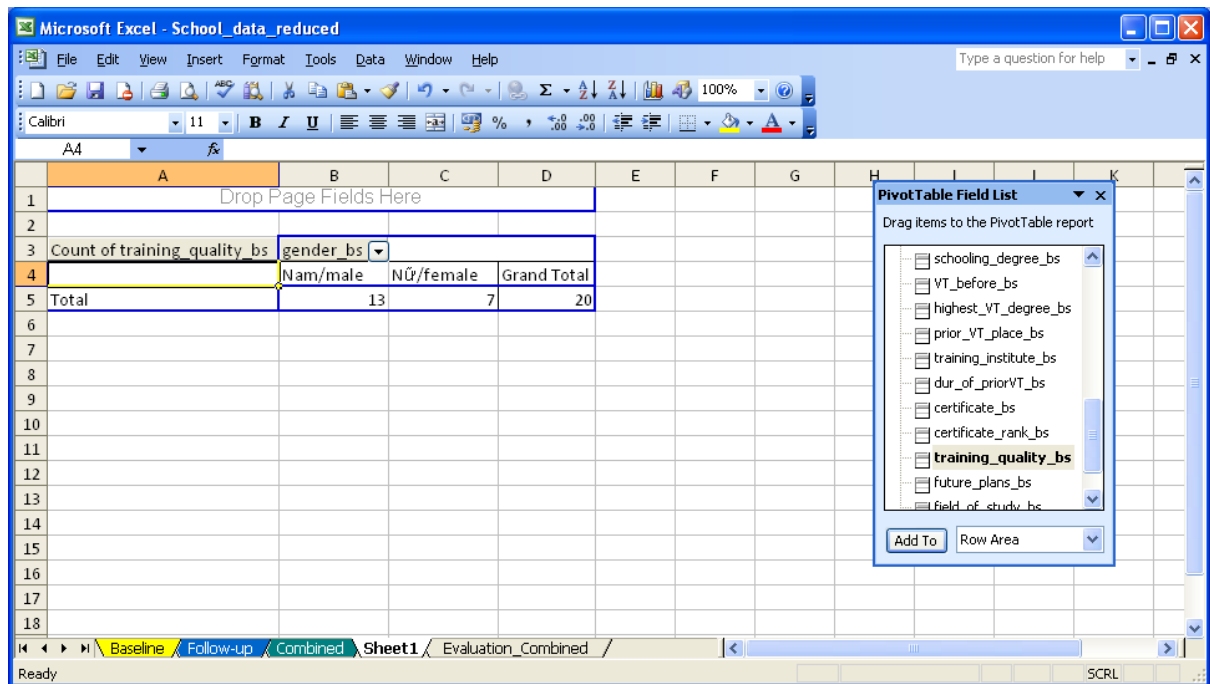 Microsoft Excel - School_data_reduced
File Edit View Insert Format Tools Data Window Help Type a question for help
100%
Calibri 11 B I U % , .00 .00 A
A4 fx
A B C D E F G H I J K
1 Drop Page Fields Here
2
3 Count of training_quality_bs gender_bs
4 Nam/male Nữ/female Grand Total
5 Total 13 7 20
6
7
8
9
10
11
12
13
14
15
16
17
18
PivotTable Field List
Drag items to the PivotTable report
schooling_degree_bs
VT_before_bs
highest_VT_degree_bs
prior_VT_place_bs
training_institute_bs
dur_of_priorVT_bs
certificate_bs
certificate_rank_bs
training_quality_bs
future_plans_bs
field_of_study_bs
Add To Row Area
Baseline Follow-up Combined Sheet1 Evaluation_Combined
Ready SCRL